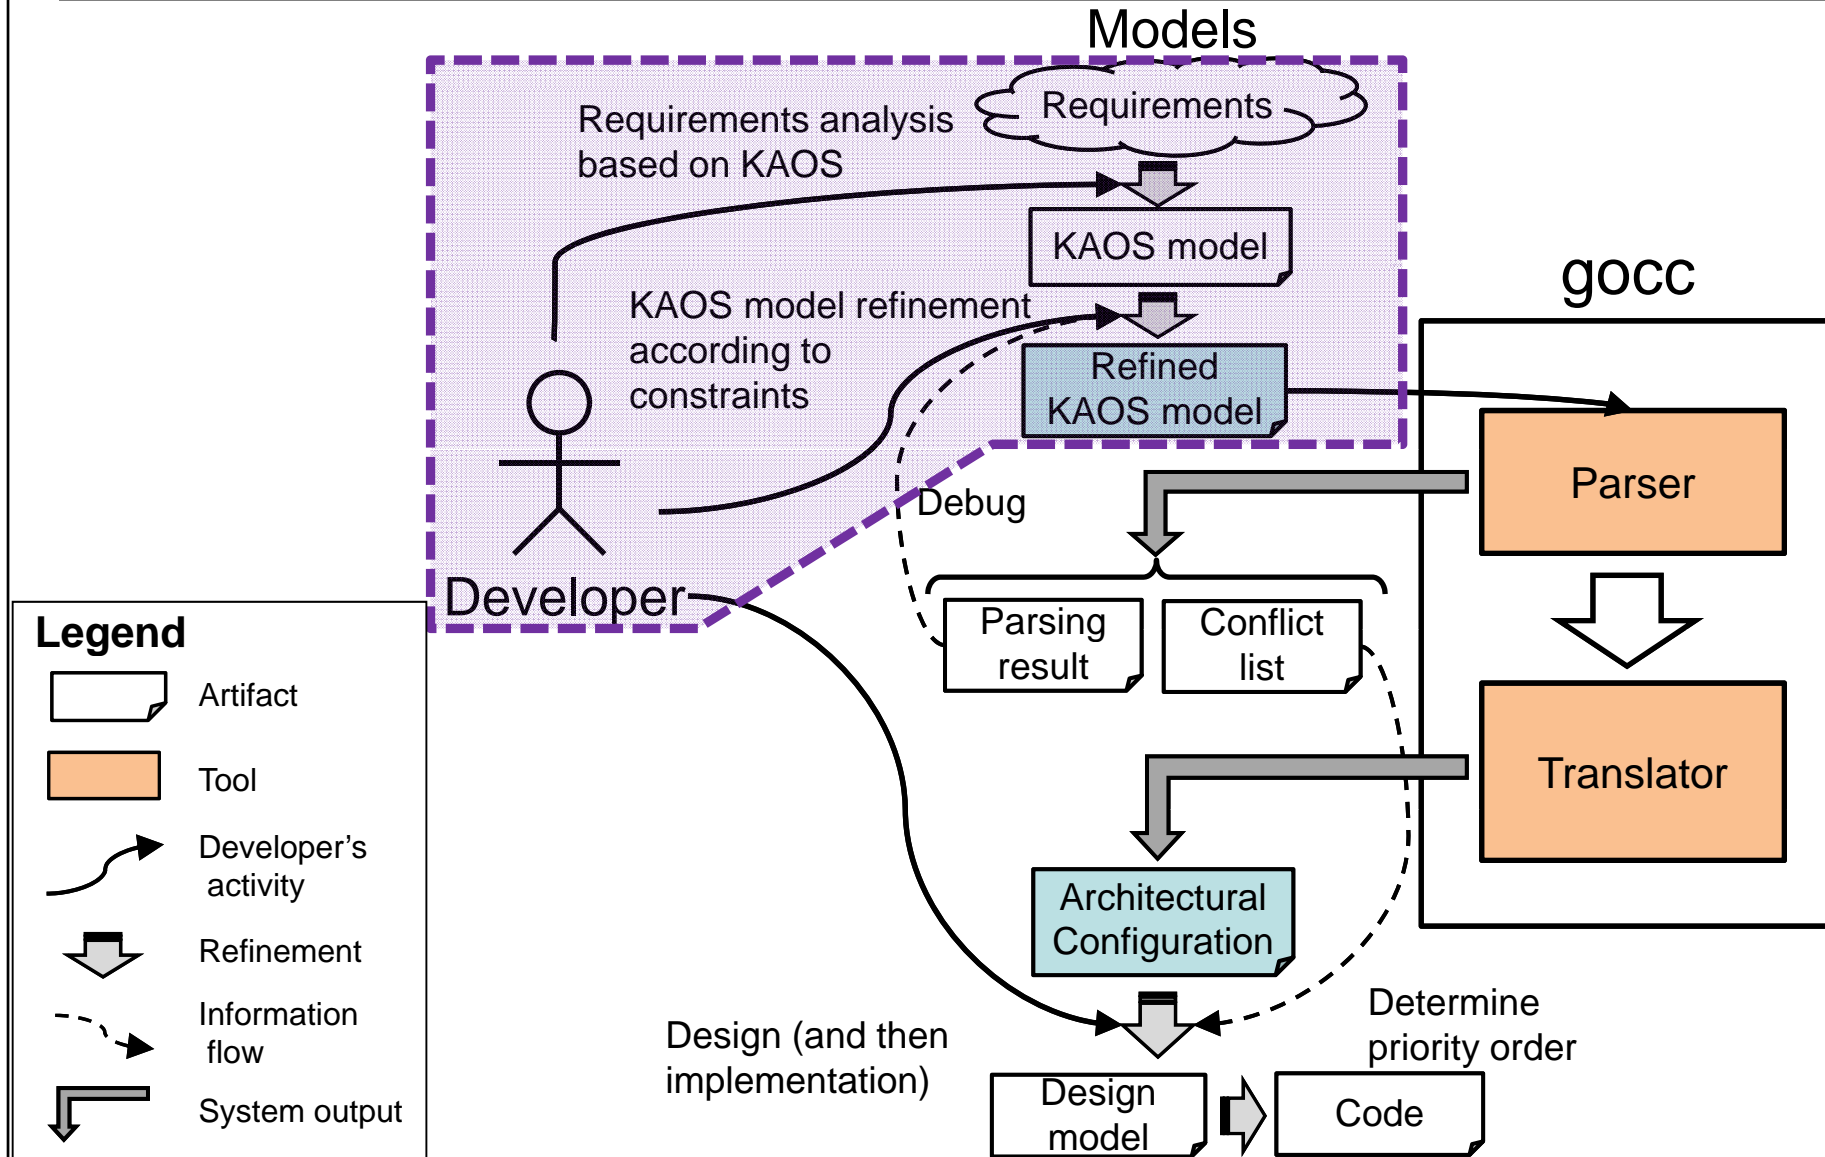 Models
Requirements
Requirements analysis
based on KAOS
KAOS model
gocc
KAOS model refinement
according to
constraints
Refined
KAOS model
Parser
Debug
Developer
Parsing
result
Conflict
list
Translator
Architectural
Configuration
Determine
priority order
Design (and then
implementation)
Design
model
Code
Legend
Artifact
Tool
Developer's
activity
Refinement
Information
flow
System output